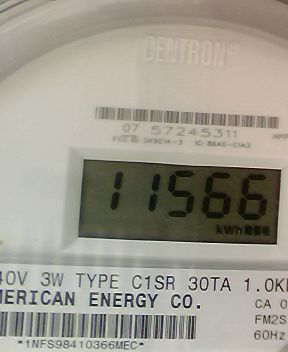 CENTRON®
07 57245311
11566
kWh
40V 3W TYPE C1SR 30TA 1.0K
MERICAN ENERGY CO.
CA 0
FM2S
60Hz
*1NFS98410366MEC*